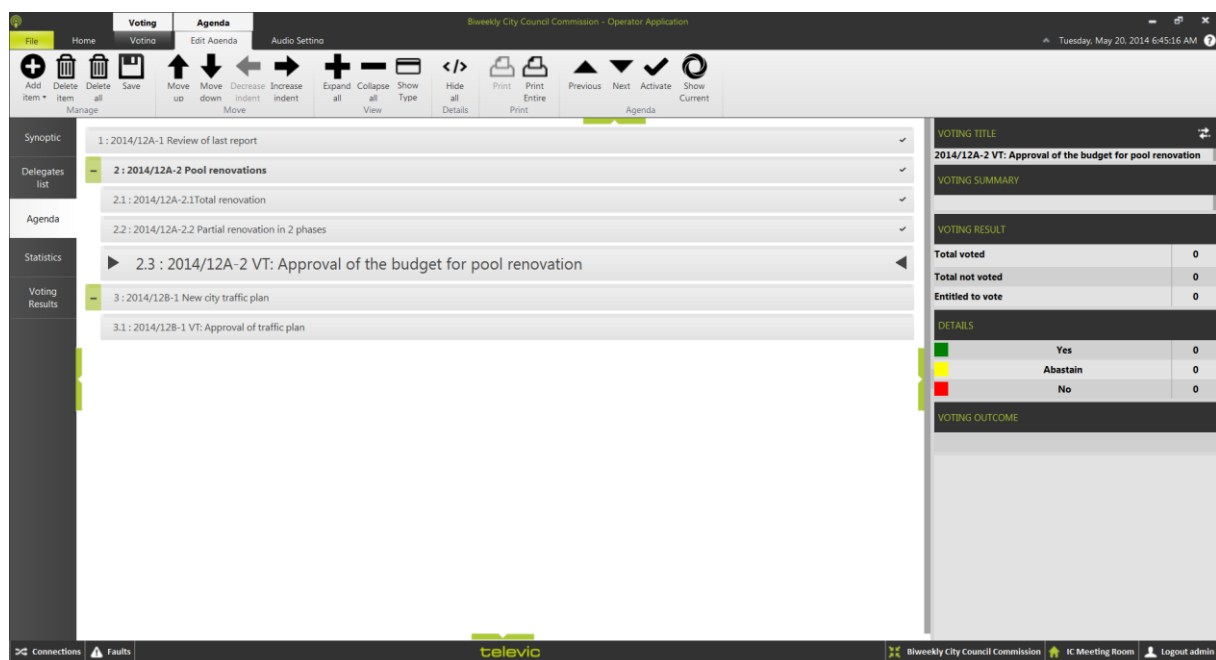 Voting Agenda Biweekly City Council Commission - Operator Application
File Home Voting Edit Agenda Audio Setting Tuesday, May 20, 2014 6:45:16 AM ?
Add item Delete item Delete all Save Move up Move down Decrease indent Increase indent Expand all Collapse all Show Type Hide all Print Print Entire Previous Next Activate Show Current
Manage Move View Details Print Agenda
Synoptic
Delegates
list
Agenda
Statistics
Voting
Results
1 : 2014/12A-1 Review of last report
2 : 2014/12A-2 Pool renovations
2.1 : 2014/12A-2.1Total renovation
2.2 : 2014/12A-2.2 Partial renovation in 2 phases
2.3 : 2014/12A-2 VT: Approval of the budget for pool renovation
3 : 2014/12B-1 New city traffic plan
3.1 : 2014/12B-1 VT: Approval of traffic plan
VOTING TITLE
2014/12A-2 VT: Approval of the budget for pool renovation
VOTING SUMMARY
VOTING RESULT
Total voted 0
Total not voted 0
Entitled to vote 0
DETAILS
Yes 0
Abastain 0
No 0
VOTING OUTCOME
Connections Faults televic Biweekly City Council Commission IC Meeting Room Logout admin